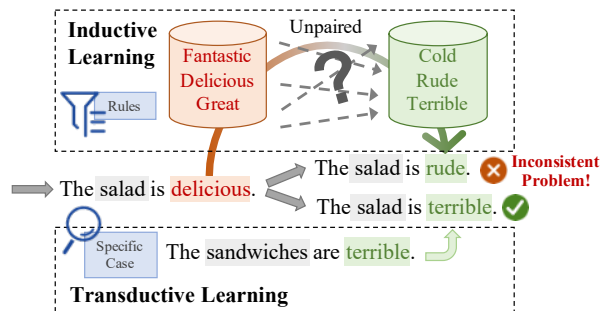 Inductive Learning
Rules
Fantastic
Delicious
Great
Unpaired
?
Cold
Rude
Terrible
The salad is delicious.
The salad is rude.
Inconsistent Problem!
The salad is terrible.
Specific Case
The sandwiches are terrible.
Transductive Learning